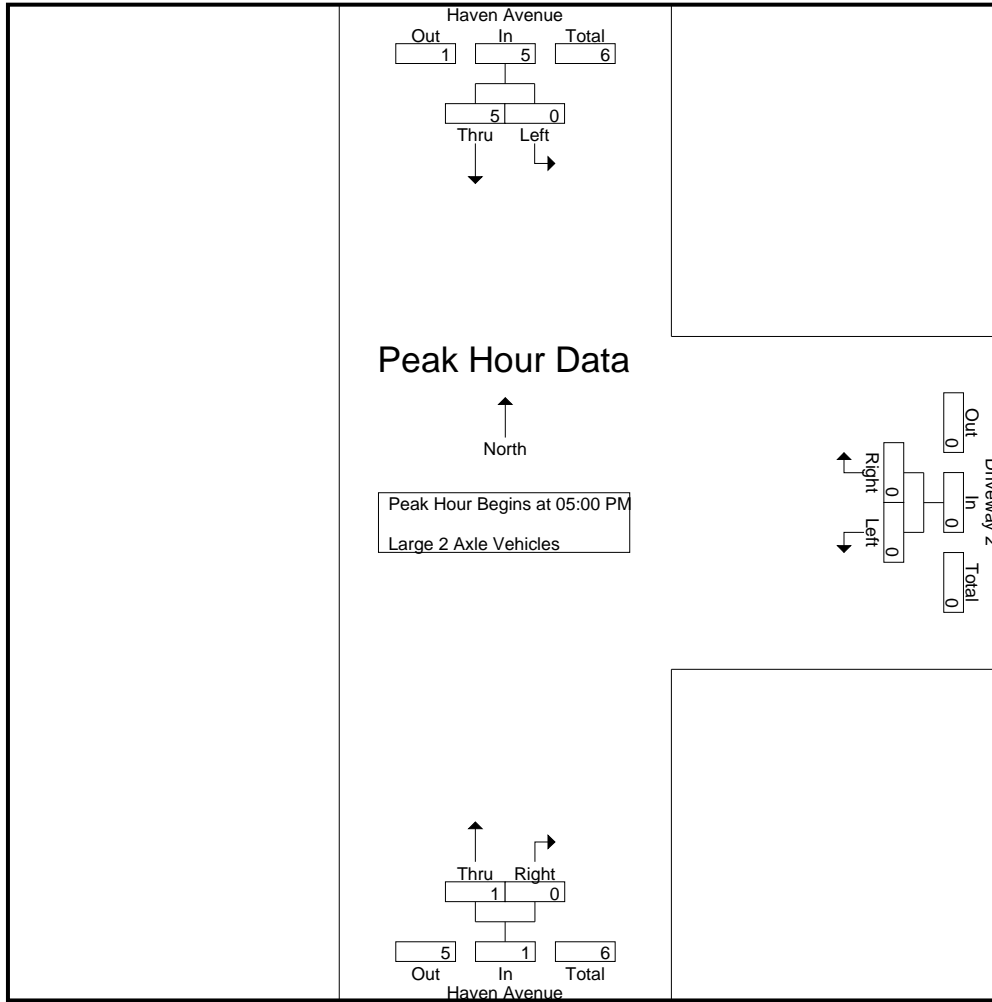 Haven Avenue
Out In Total
1 5 6
5 0
Thru Left
Peak Hour Data
North
Peak Hour Begins at 05:00 PM
Large 2 Axle Vehicles
Right Left
0 0
Out In Total
0 0 0
Driveway 2
Thru Right
1 0
5 1 6
Out In Total
Haven Avenue